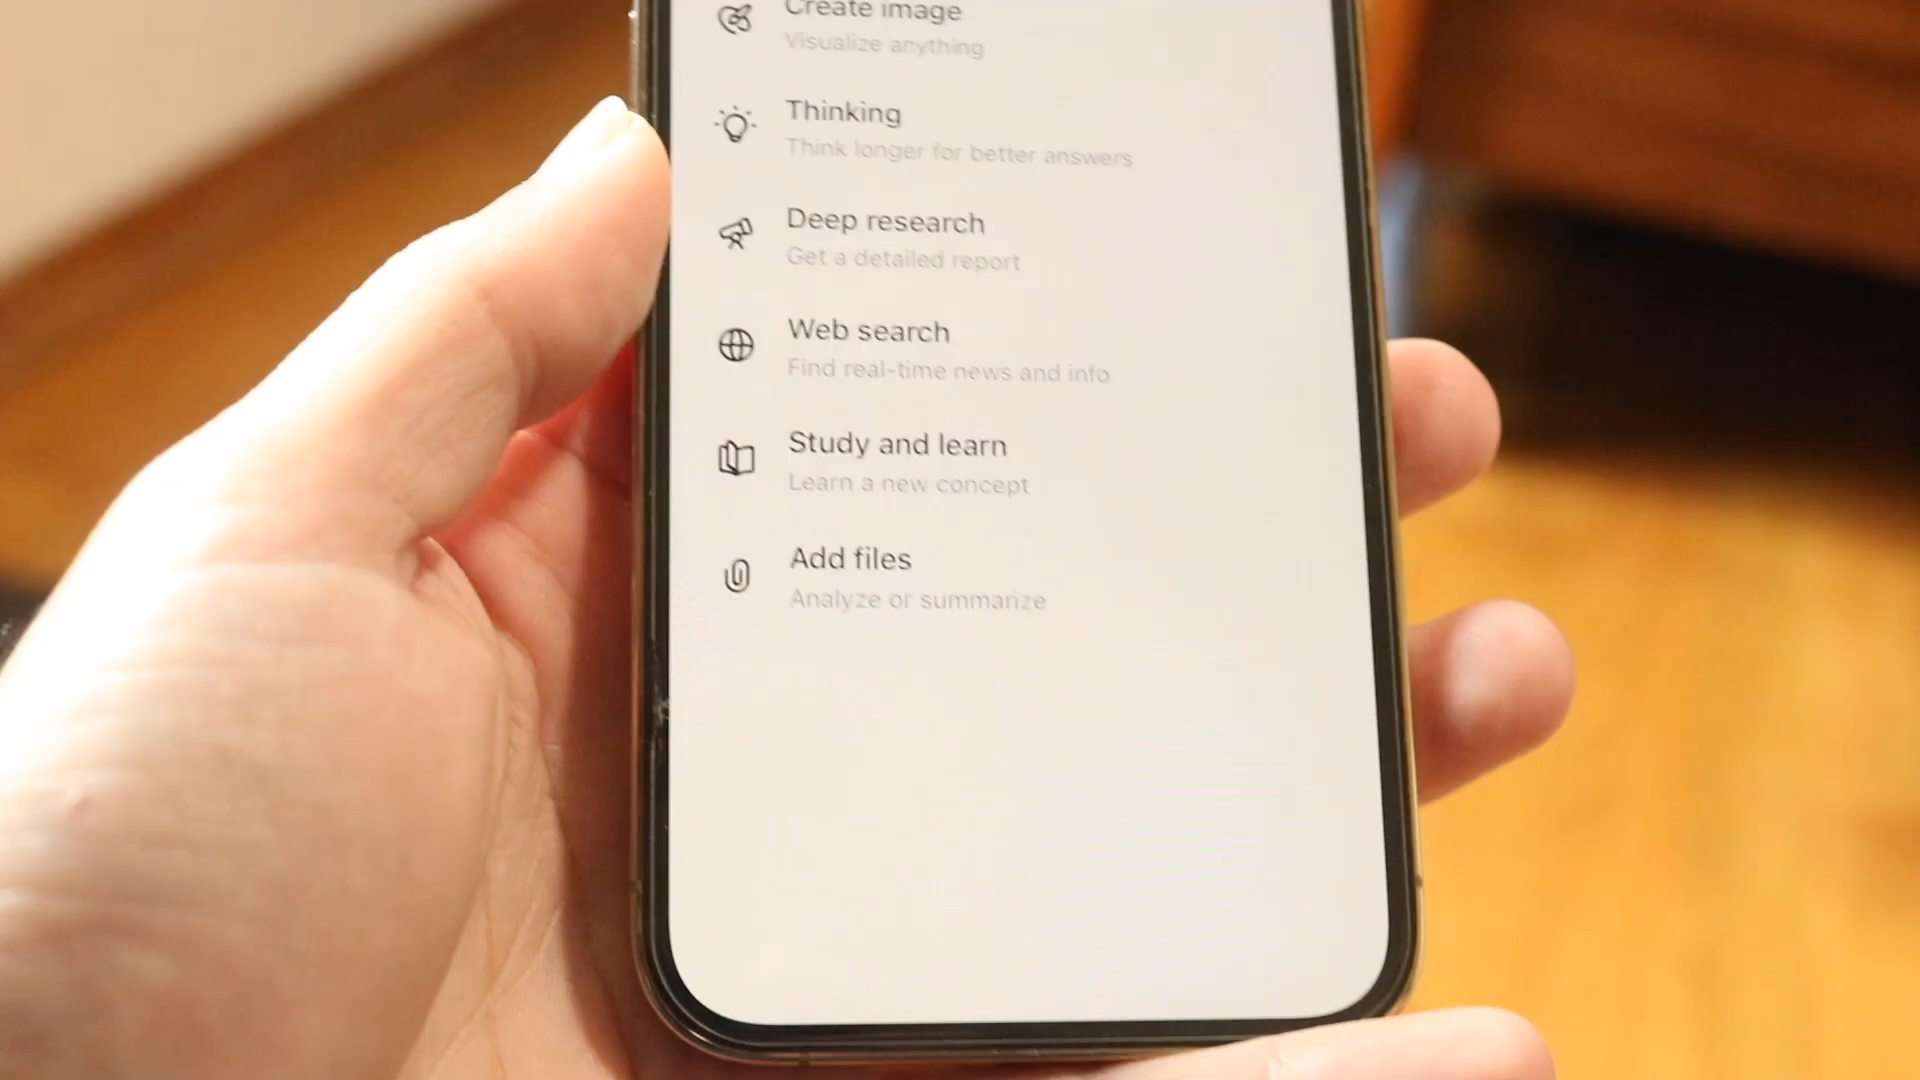 Create image
Visualize anything
Thinking
Think longer for better answers
Deep research
Get a detailed report
Web search
Find real-time news and info
Study and learn
Learn a new concept
Add files
Analyze or summarize